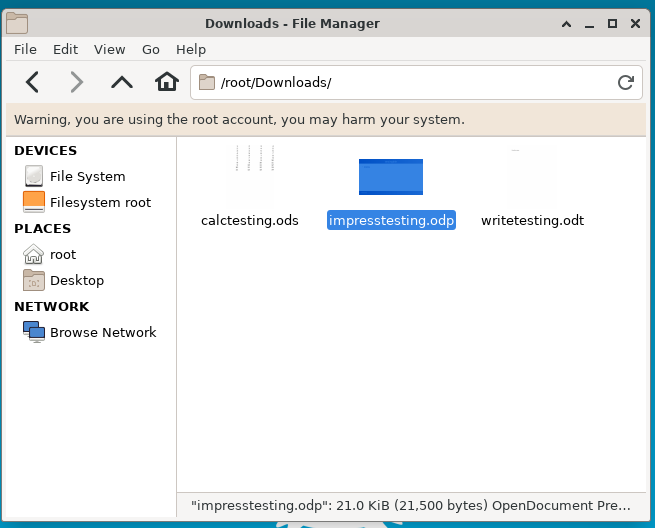 Downloads - File Manager
File Edit View Go Help
/root/Downloads/
Warning, you are using the root account, you may harm your system.
DEVICES
File System
Filesystem root
PLACES
root
Desktop
NETWORK
Browse Network
calctesting.ods
impresstesting.odp
writetesting.odt
"impresstesting.odp": 21.0 KiB (21,500 bytes) OpenDocument Pre...